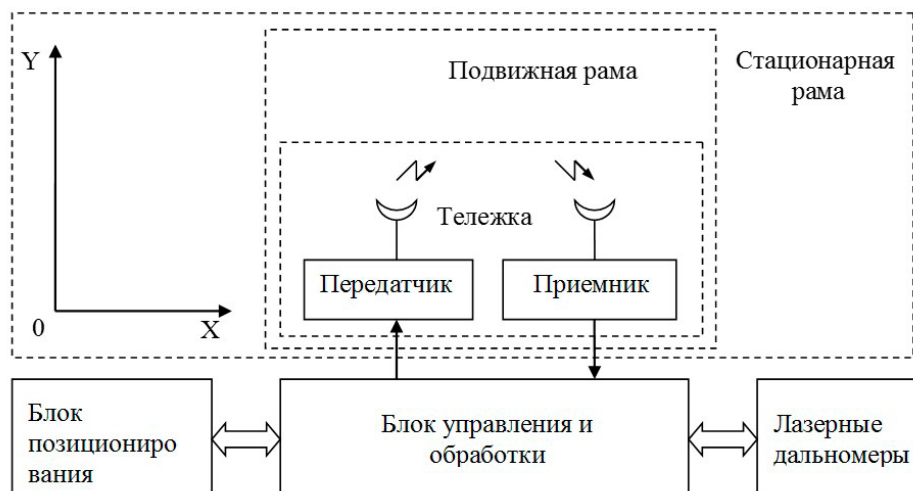 Y
Подвижная рама
Стационарная
рама
Тележка
Передатчик
Приемник
0
X
Блок
позициониро
вания
Блок управления и
обработки
Лазерные
дальномеры